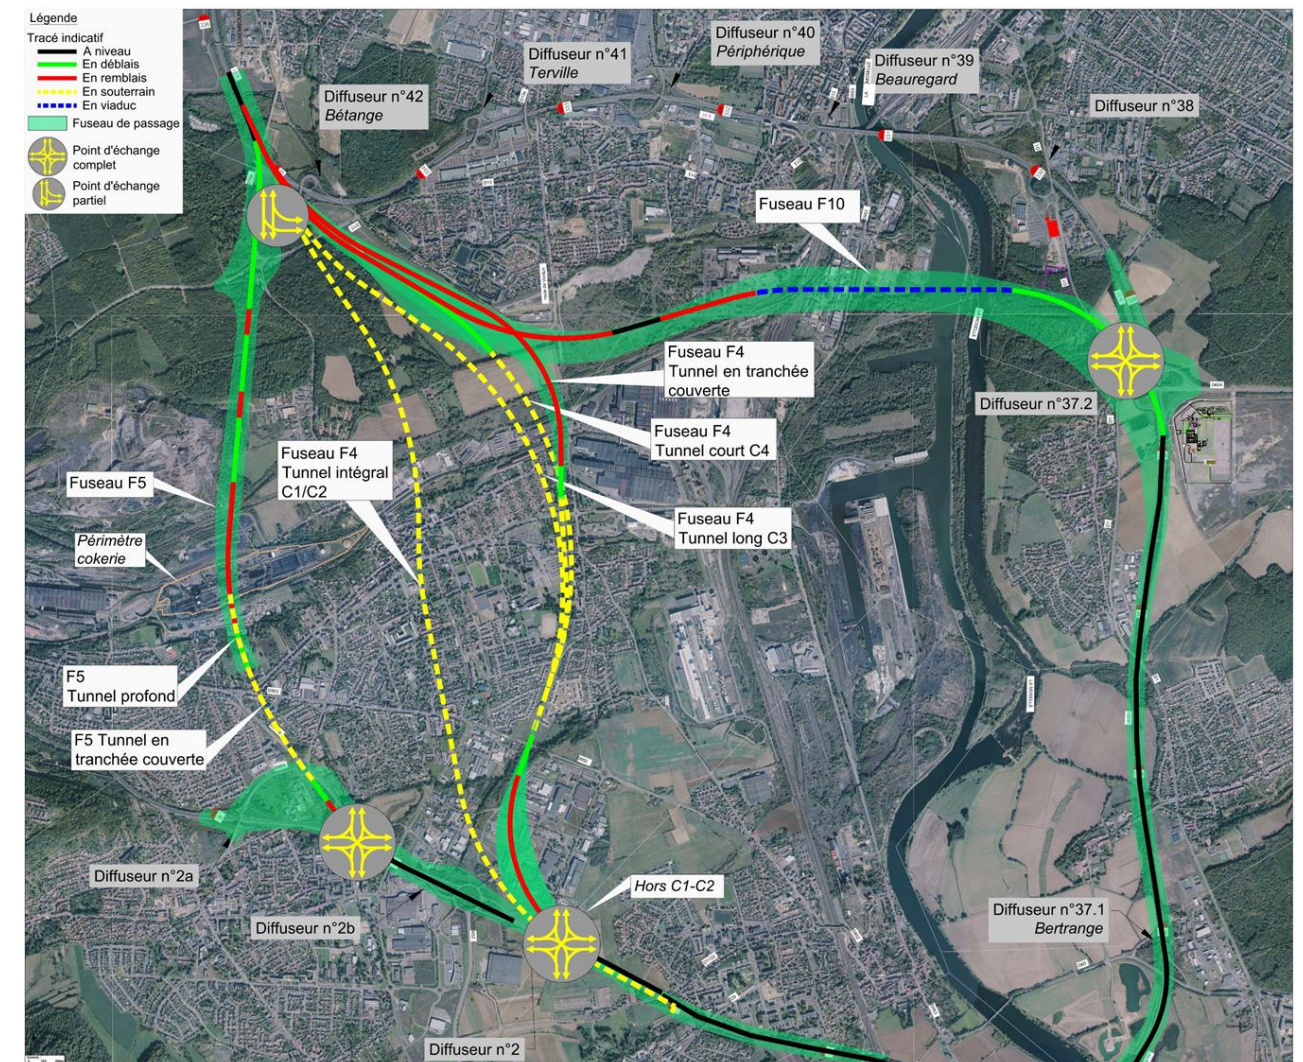 Légende
Tracé indicatif
A niveau
En déblais
En remblais
En souterrain
En viaduc
Fuseau de passage
Point d'échange
complet
Point d'échange
partiel
Diffuseur n°42
Bétange
Diffuseur n°41
Terville
Diffuseur n°40
Périphérique
Diffuseur n°39
Beauregard
Diffuseur n°38
Fuseau F10
Fuseau F4
Tunnel en tranchée
couverte
Diffuseur n°37.2
Fuseau F4
Tunnel court C4
Fuseau F4
Tunnel intégral
C1/C2
Fuseau F5
Fuseau F4
Tunnel long C3
Périmètre
cokerie
F5
Tunnel profond
F5 Tunnel en
tranchée couverte
Diffuseur n°2a
Hors C1-C2
Diffuseur n°2b
Diffuseur n°37.1
Bertrange
Diffuseur n°2